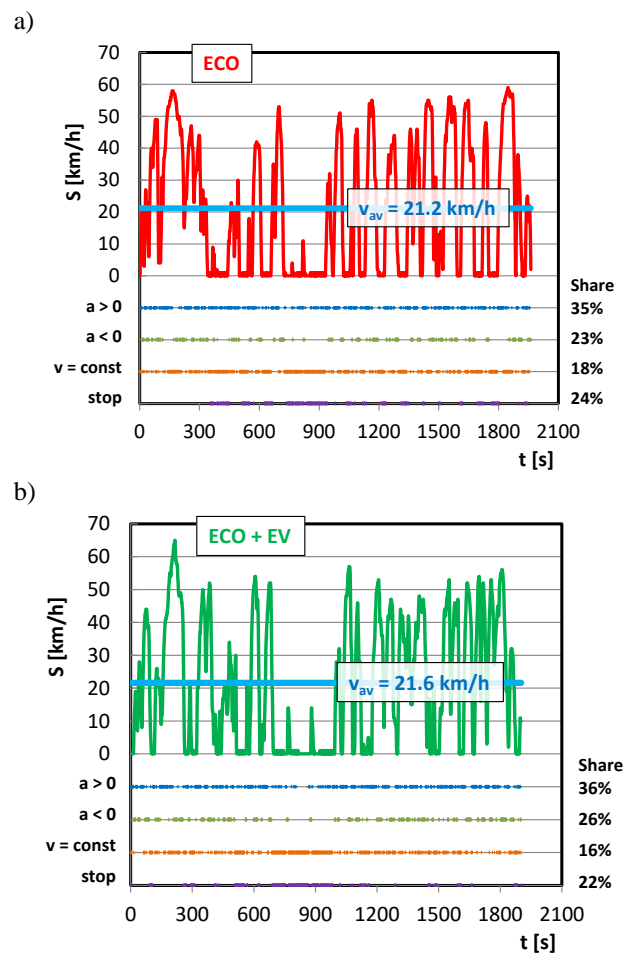 a)
ECO
S [km/h]
70
60
50
40
30
20
10
0
v_av = 21.2 km/h
Share
a > 0 35%
a < 0 23%
v = const 18%
stop 24%
0 300 600 900 1200 1500 1800 2100
t [s]
b)
ECO + EV
S [km/h]
70
60
50
40
30
20
10
0
v_av = 21.6 km/h
Share
a > 0 36%
a < 0 26%
v = const 16%
stop 22%
0 300 600 900 1200 1500 1800 2100
t [s]